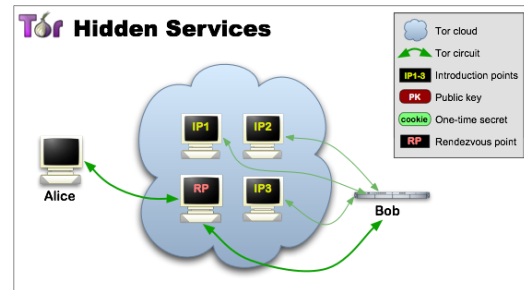 Tor Hidden Services
Tor cloud
Tor circuit
IP1-3 Introduction points
PK Public key
cookie One-time secret
RP Rendezvous point
IP1
IP2
RP
IP3
Alice
Bob